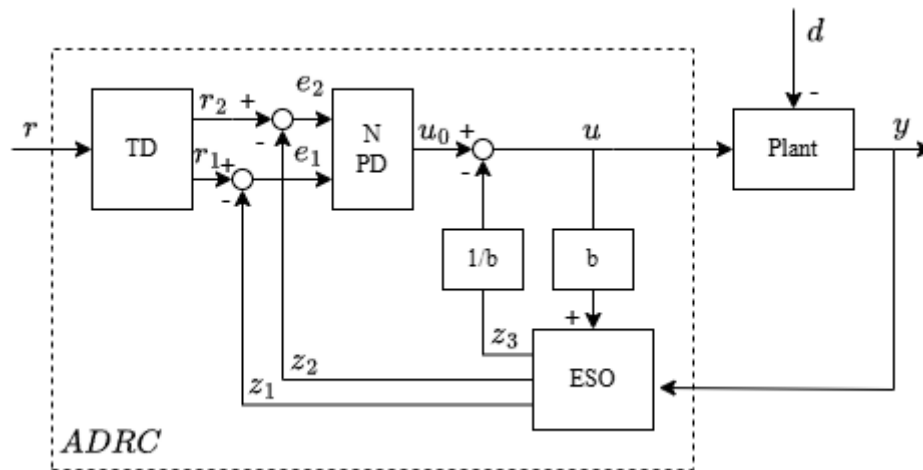 d
r
TD
r₂
+
-
e₂
r₁
+
-
e₁
N
PD
u₀
+
-
u
-
Plant
y
1/b
b
+
z₃
z₂
z₁
ESO
ADRC